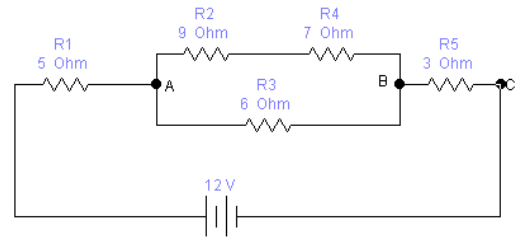 R2
9 Ohm
R4
7 Ohm
R1
5 Ohm
R5
3 Ohm
A
R3
6 Ohm
B
C
12 V